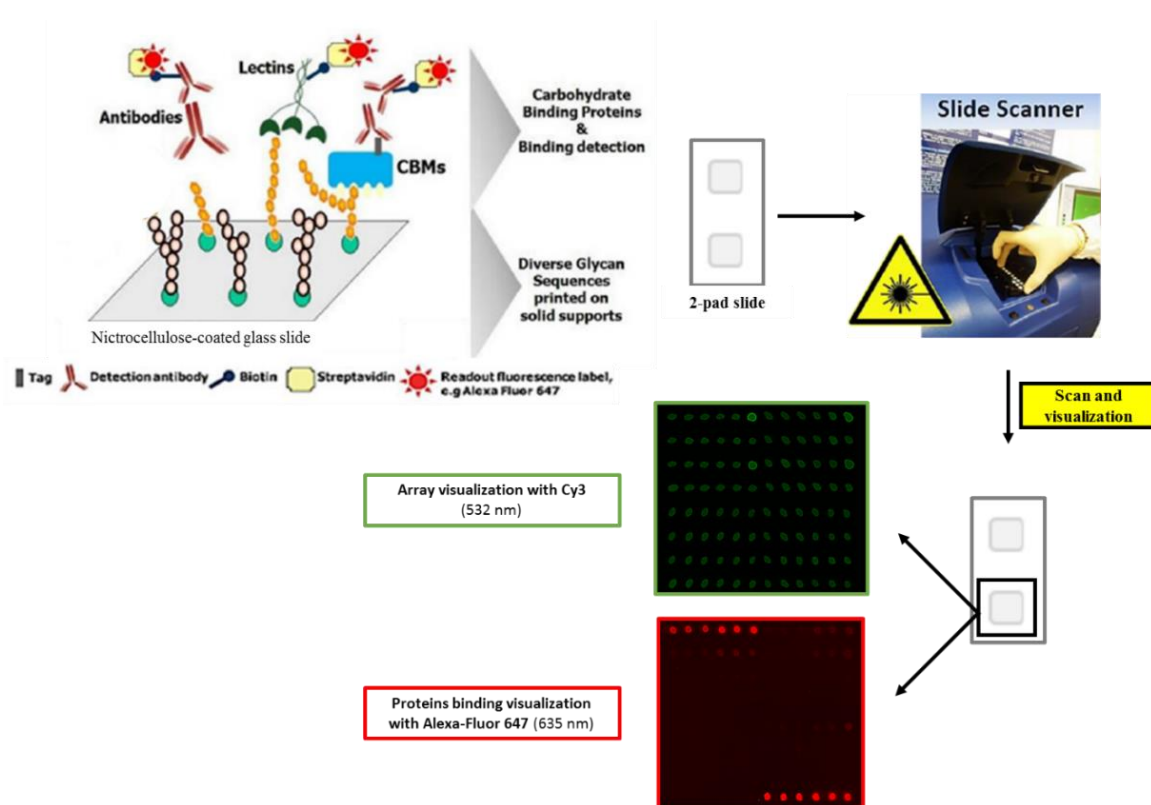 Lectins
Antibodies
CBMs
Nictrocellulose-coated glass slide
Carbohydrate
Binding Proteins
&
Binding detection
Diverse Glycan
Sequences
printed on
solid supports
Tag
Detection antibody
Biotin
Streptavidin
Readout fluorescence label,
e.g Alexa Fluor 647
2-pad slide
Slide Scanner
Scan and
visualization
Array visualization with Cy3
(532 nm)
Proteins binding visualization
with Alexa-Fluor 647 (635 nm)